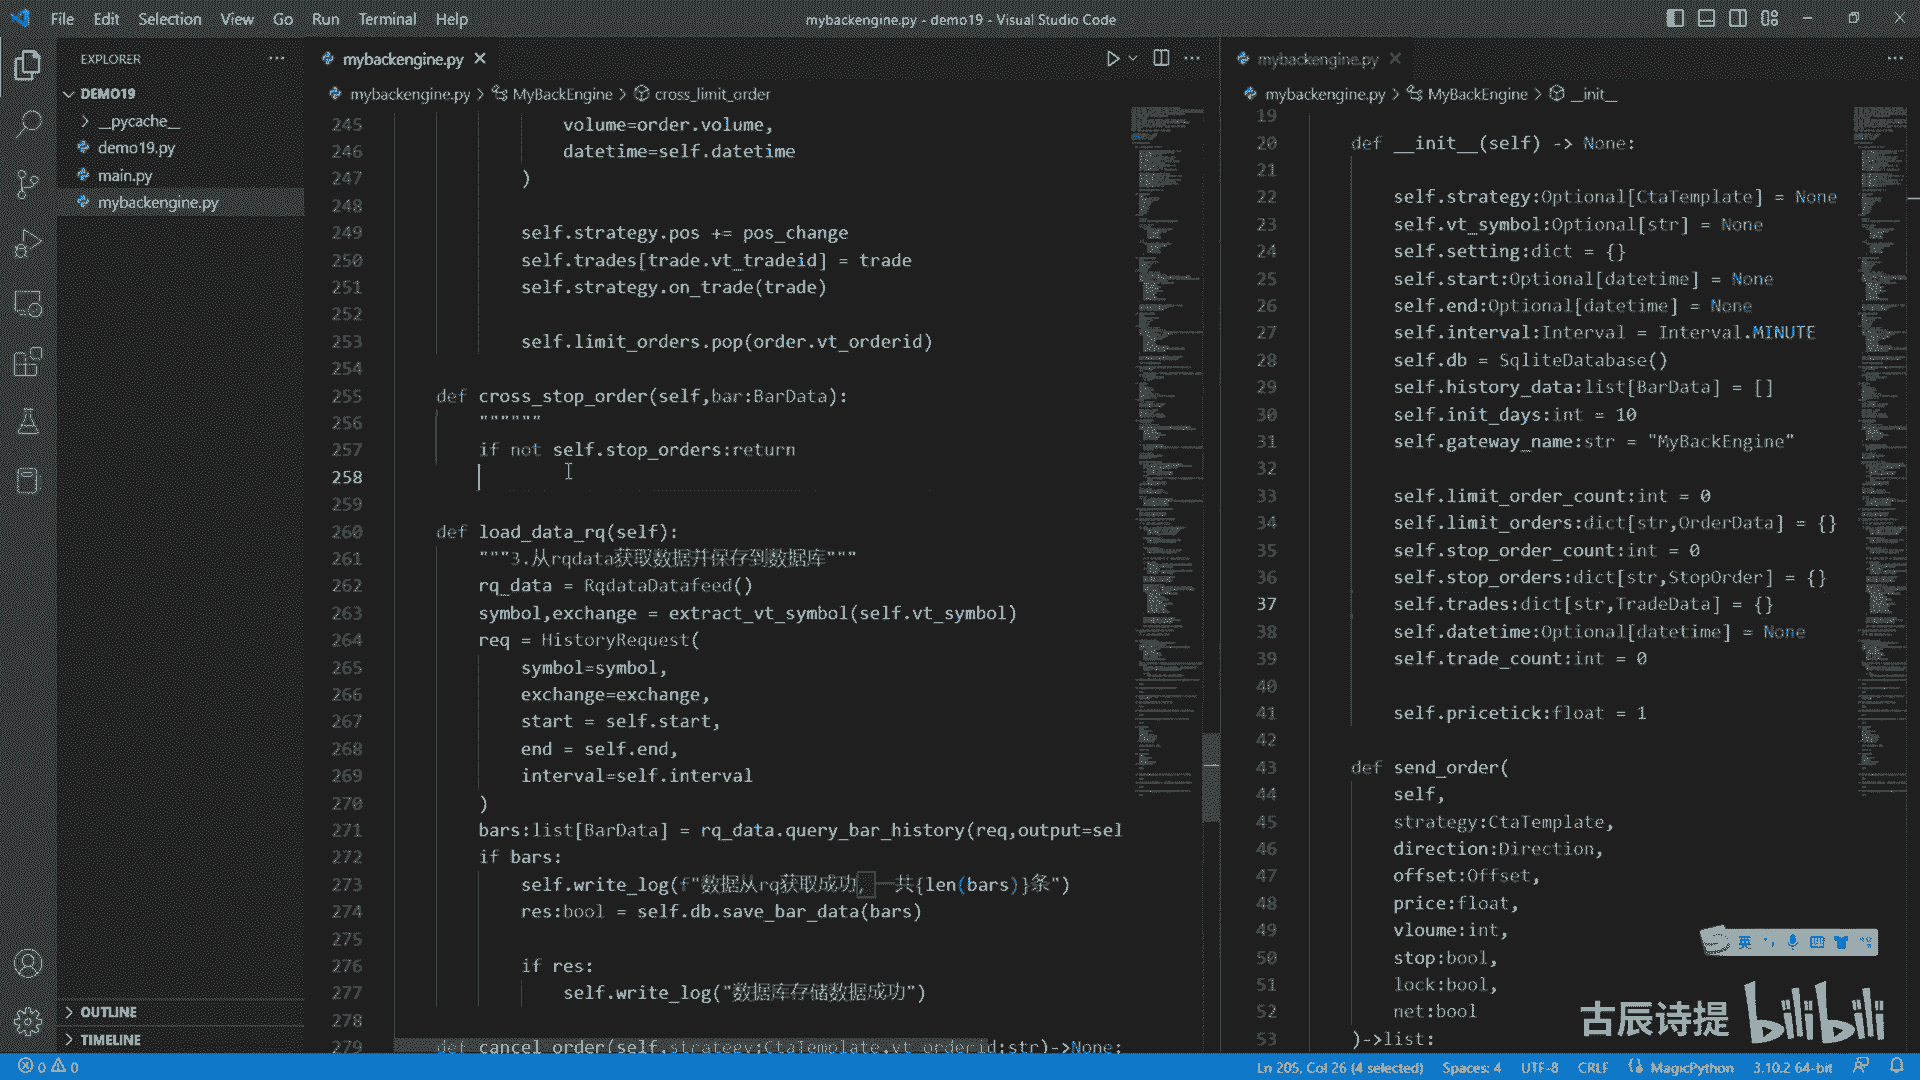 File Edit Selection View Go Run Terminal Help
mybackengine.py - demo19 - Visual Studio Code
EXPLORER
DEMO19
__pycache__
demo19.py
main.py
mybackengine.py
OUTLINE
TIMELINE
mybackengine.py
mybackengine.py > MyBackEngine > cross_limit_order
245 volume=order.volume,
246 datetime=self.datetime
247 )
248
249 self.strategy.pos += pos_change
250 self.trades[trade.vt_tradeid] = trade
251 self.strategy.on_trade(trade)
252
253 self.limit_orders.pop(order.vt_orderid)
254
255 def cross_stop_order(self,bar:BarData):
256 """"""
257 if not self.stop_orders:return
258
259
260 def load_data_rq(self):
261 """3.从rqdata获取数据并保存到数据库"""
262 rq_data = RqdataDatafeed()
263 symbol,exchange = extract_vt_symbol(self.vt_symbol)
264 req = HistoryRequest(
265 symbol=symbol,
266 exchange=exchange,
267 start = self.start,
268 end = self.end,
269 interval=self.interval
270 )
271 bars:list[BarData] = rq_data.query_bar_history(req,output=sel
272 if bars:
273 self.write_log(f"数据从rq获取成功，一共{len(bars)}条")
274 res:bool = self.db.save_bar_data(bars)
275
276 if res:
277 self.write_log("数据库存储数据成功")
278
279 def cancel_order(self,strategy:CtaTemplate,vt_orderid:str)->None:
mybackengine.py
mybackengine.py > MyBackEngine > __init__
19
20 def __init__(self) -> None:
21
22 self.strategy:Optional[CtaTemplate] = None
23 self.vt_symbol:Optional[str] = None
24 self.setting:dict = {}
25 self.start:Optional[datetime] = None
26 self.end:Optional[datetime] = None
27 self.interval:Interval = Interval.MINUTE
28 self.db = SqliteDatabase()
29 self.history_data:list[BarData] = []
30 self.init_days:int = 10
31 self.gateway_name:str = "MyBackEngine"
32
33 self.limit_order_count:int = 0
34 self.limit_orders:dict[str,OrderData] = {}
35 self.stop_order_count:int = 0
36 self.stop_orders:dict[str,StopOrder] = {}
37 self.trades:dict[str,TradeData] = {}
38 self.datetime:Optional[datetime] = None
39 self.trade_count:int = 0
40
41 self.pricetick:float = 1
42
43 def send_order(
44 self,
45 strategy:CtaTemplate,
46 direction:Direction,
47 offset:Offset,
48 price:float,
49 vloume:int,
50 stop:bool,
51 lock:bool,
52 net:bool
53 )->list:
英
古辰诗提 bilibili
0 0
Ln 205, Col 26 (4 selected) Spaces: 4 UTF-8 CRLF MagicPython 3.10.2 64-bit